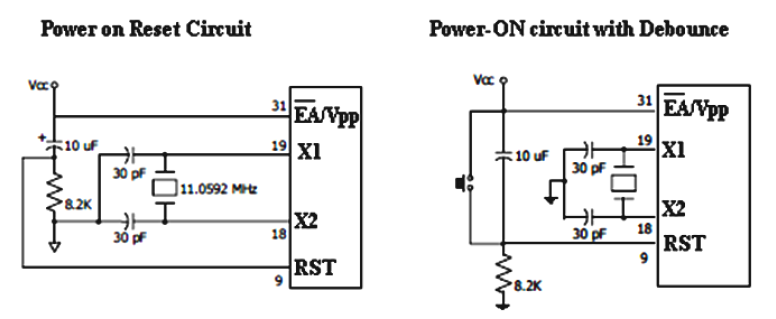 Power on Reset Circuit
Vcc
31
EA/Vpp
+
10 uF
19
X1
30 pF
11.0592 MHz
8.2K
X2
30 pF
18
RST
9
Power-ON circuit with Debounce
Vcc
31
EA/Vpp
19
X1
10 uF
30 pF
X2
30 pF
18
RST
9
8.2K